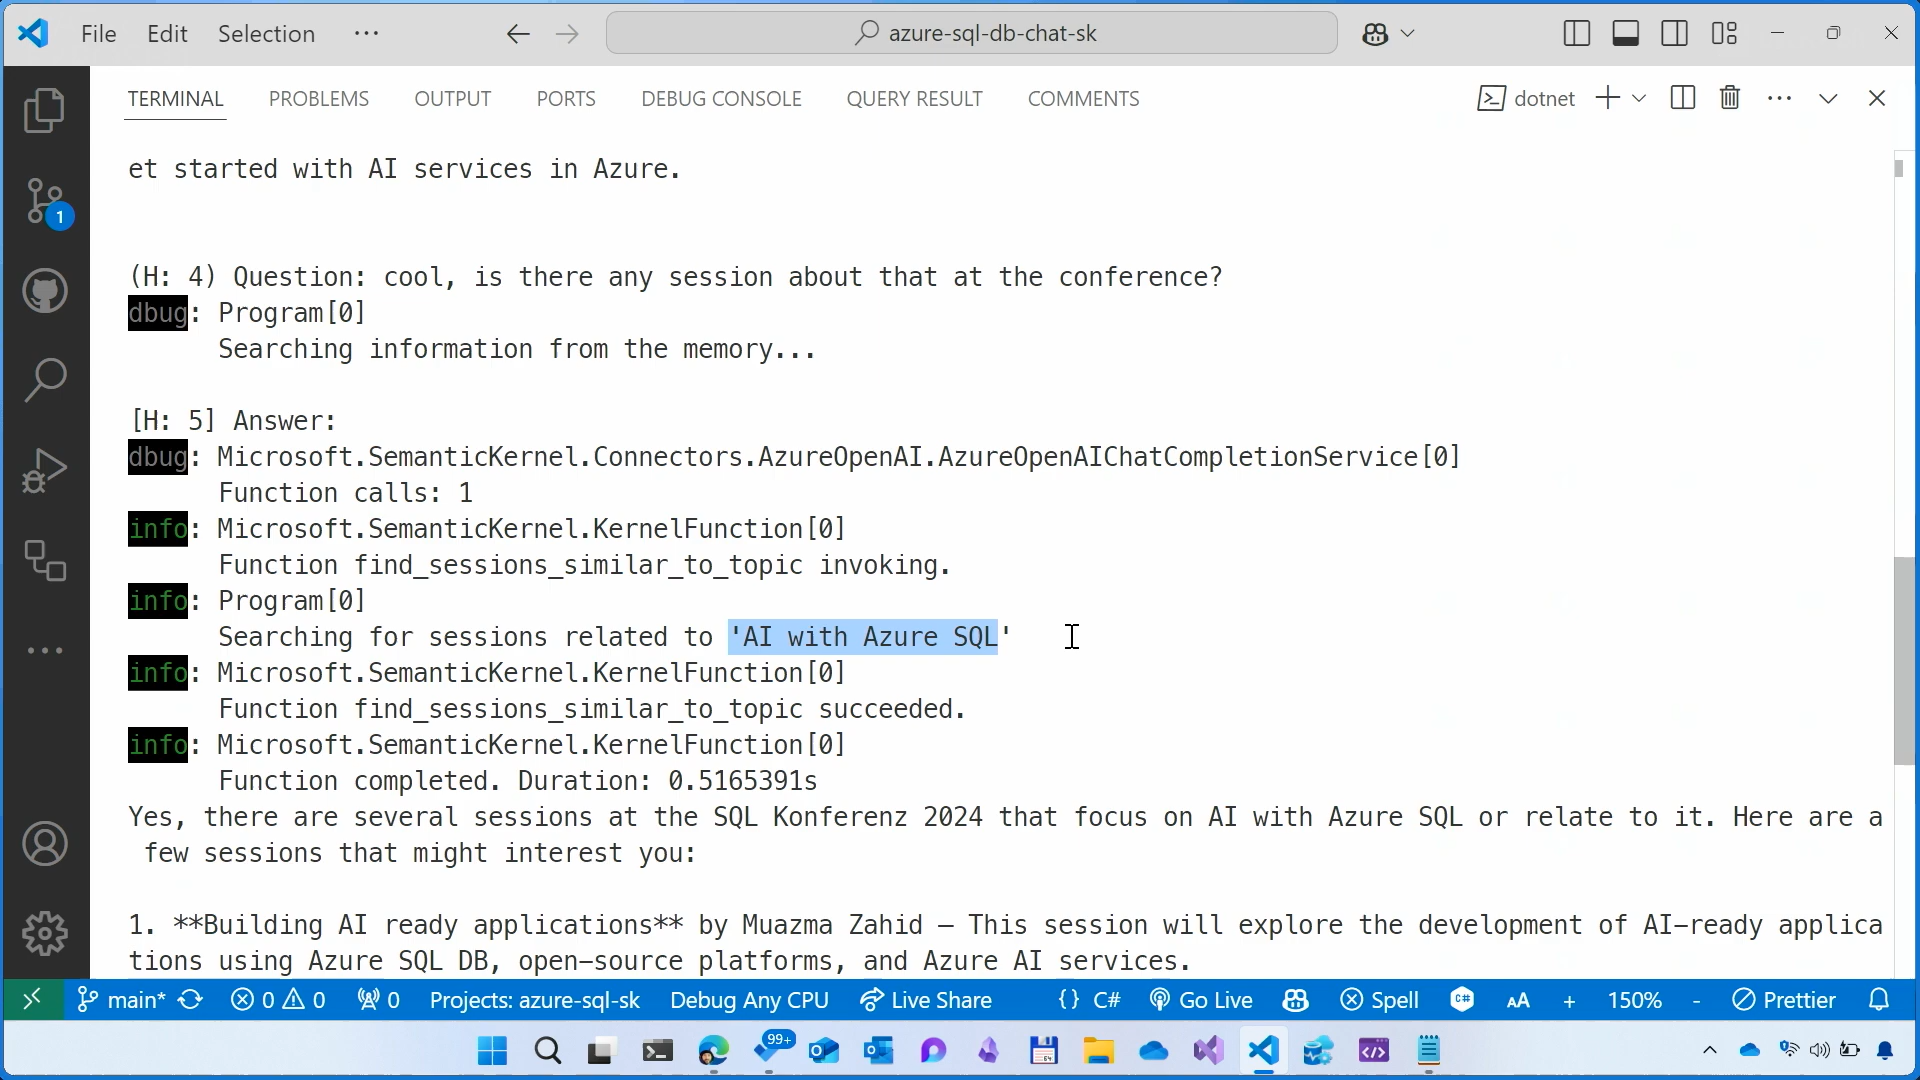 File Edit Selection ··· azure-sql-db-chat-sk
TERMINAL PROBLEMS OUTPUT PORTS DEBUG CONSOLE QUERY RESULT COMMENTS dotnet
et started with AI services in Azure.
(H: 4) Question: cool, is there any session about that at the conference?
dbug: Program[0]
Searching information from the memory...
[H: 5] Answer:
dbug: Microsoft.SemanticKernel.Connectors.AzureOpenAI.AzureOpenAIChatCompletionService[0]
Function calls: 1
info: Microsoft.SemanticKernel.KernelFunction[0]
Function find_sessions_similar_to_topic invoking.
info: Program[0]
Searching for sessions related to 'AI with Azure SQL'
info: Microsoft.SemanticKernel.KernelFunction[0]
Function find_sessions_similar_to_topic succeeded.
info: Microsoft.SemanticKernel.KernelFunction[0]
Function completed. Duration: 0.5165391s
Yes, there are several sessions at the SQL Konferenz 2024 that focus on AI with Azure SQL or relate to it. Here are a
few sessions that might interest you:
1. **Building AI ready applications** by Muazma Zahid – This session will explore the development of AI-ready applica
tions using Azure SQL DB, open-source platforms, and Azure AI services.
1
main* 0 0 0 Projects: azure-sql-sk Debug Any CPU Live Share {} C# Go Live Spell C# AA + 150% - Prettier
99+
64